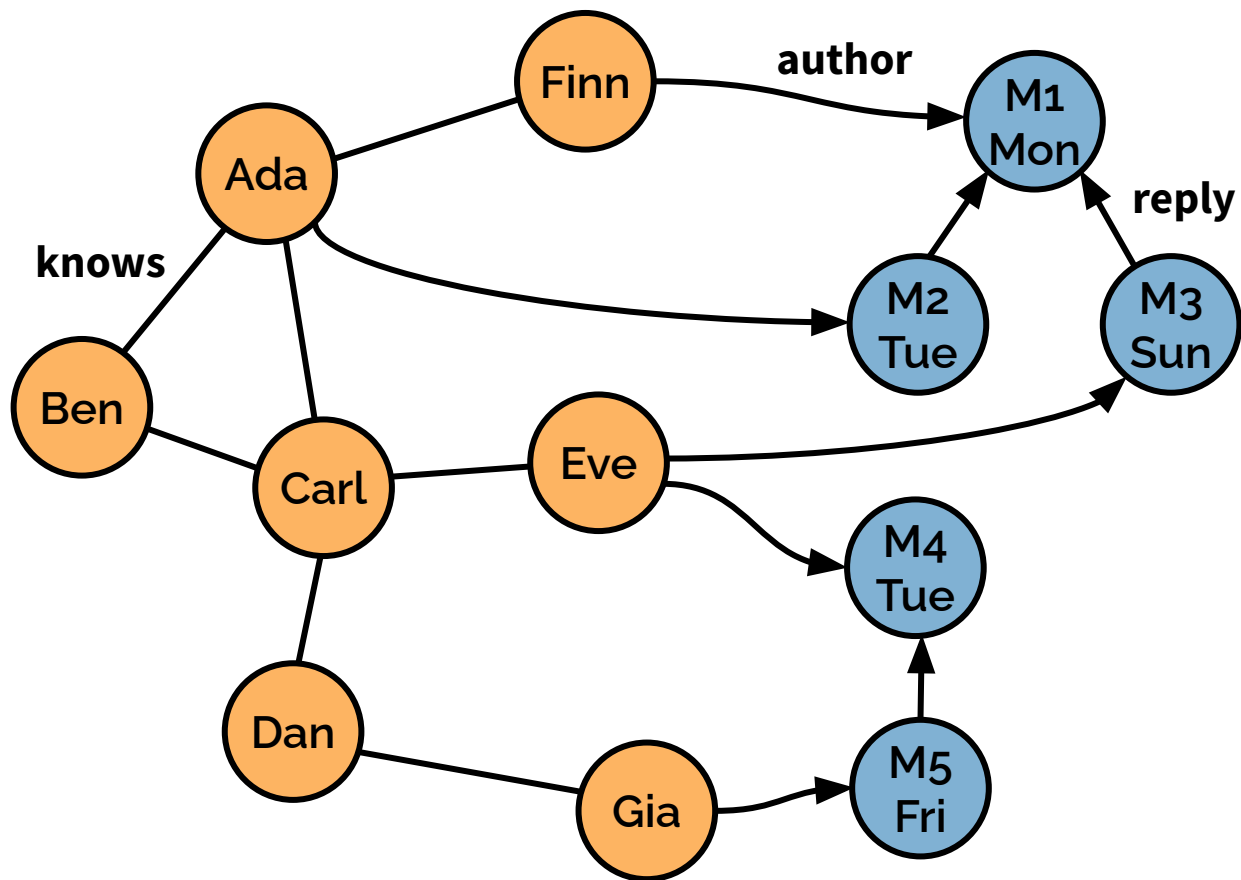 Finn
author
M1
Mon
Ada
reply
knows
M2
Tue
M3
Sun
Ben
Carl
Eve
M4
Tue
Dan
Gia
M5
Fri